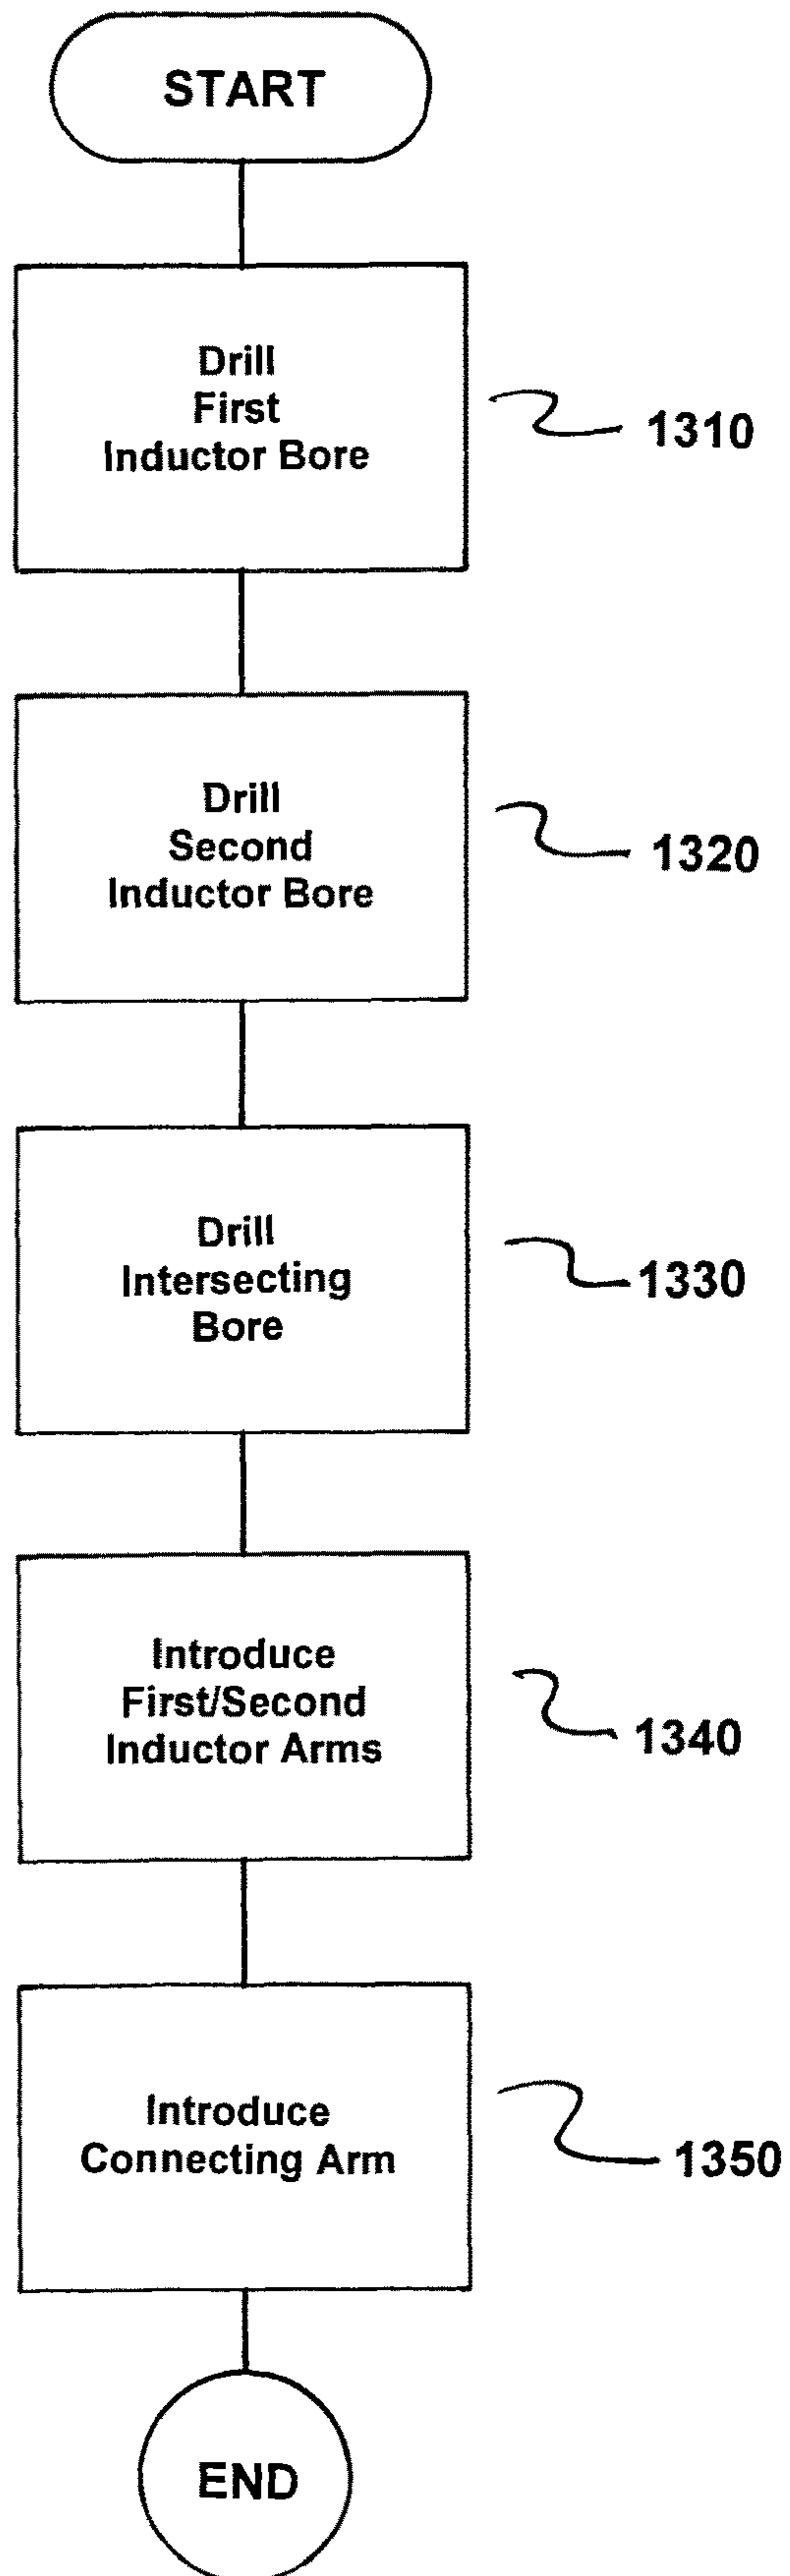 START
Drill
First
Inductor Bore
1310
Drill
Second
Inductor Bore
1320
Drill
Intersecting
Bore
1330
Introduce
First/Second
Inductor Arms
1340
Introduce
Connecting Arm
1350
END